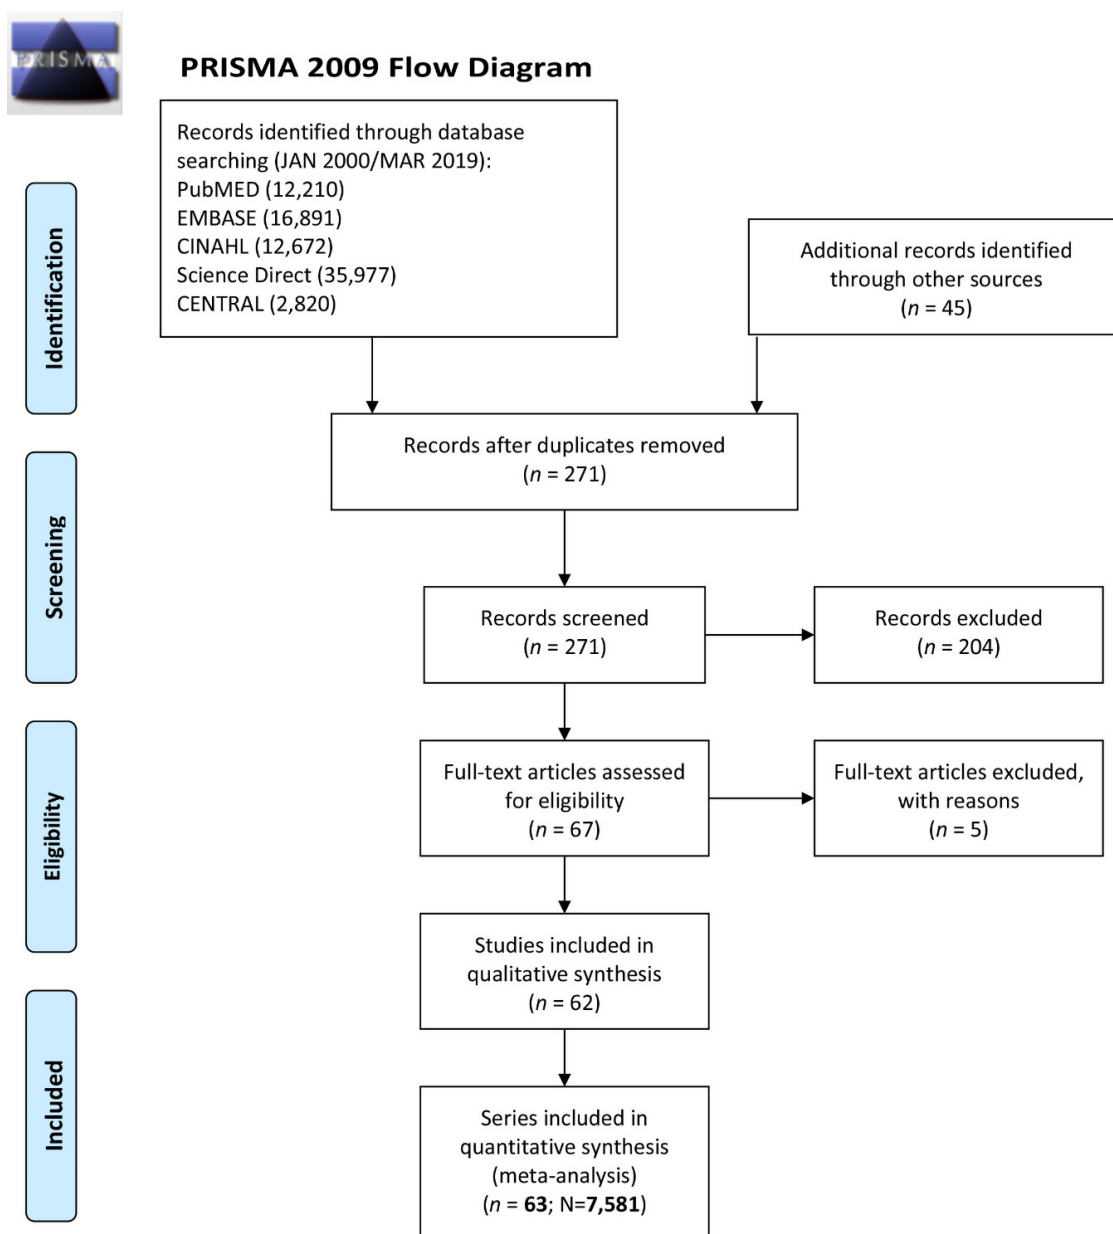 PRISMA
PRISMA 2009 Flow Diagram
Records identified through database
searching (JAN 2000/MAR 2019):
PubMED (12,210)
EMBASE (16,891)
CINAHL (12,672)
Science Direct (35,977)
CENTRAL (2,820)
Additional records identified
through other sources
(n = 45)
Identification
Records after duplicates removed
(n = 271)
Screening
Records screened
(n = 271)
Records excluded
(n = 204)
Eligibility
Full-text articles assessed
for eligibility
(n = 67)
Full-text articles excluded,
with reasons
(n = 5)
Studies included in
qualitative synthesis
(n = 62)
Included
Series included in
quantitative synthesis
(meta-analysis)
(n = 63; N=7,581)